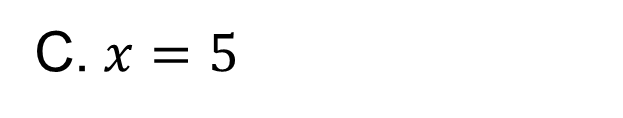 C. x = 5